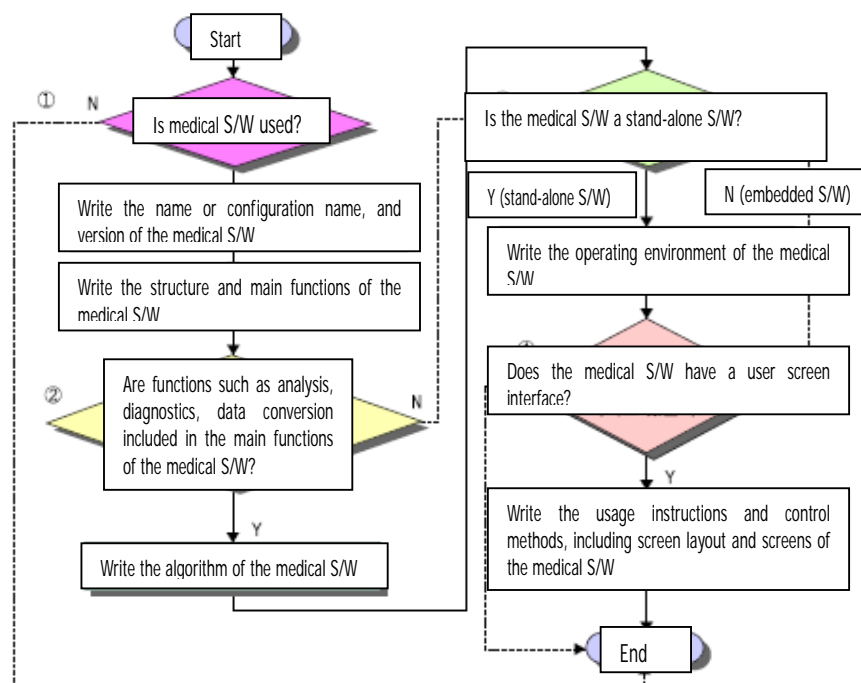 Start
① N
Is medical S/W used?
Write the name or configuration name, and
version of the medical S/W
Write the structure and main functions of the
medical S/W
②
Are functions such as analysis,
diagnostics, data conversion
included in the main functions
of the medical S/W?
N
Y
Write the algorithm of the medical S/W
Is the medical S/W a stand-alone S/W?
Y (stand-alone S/W)
N (embedded S/W)
Write the operating environment of the medical
S/W
Does the medical S/W have a user screen
interface?
Y
Write the usage instructions and control
methods, including screen layout and screens of
the medical S/W
End